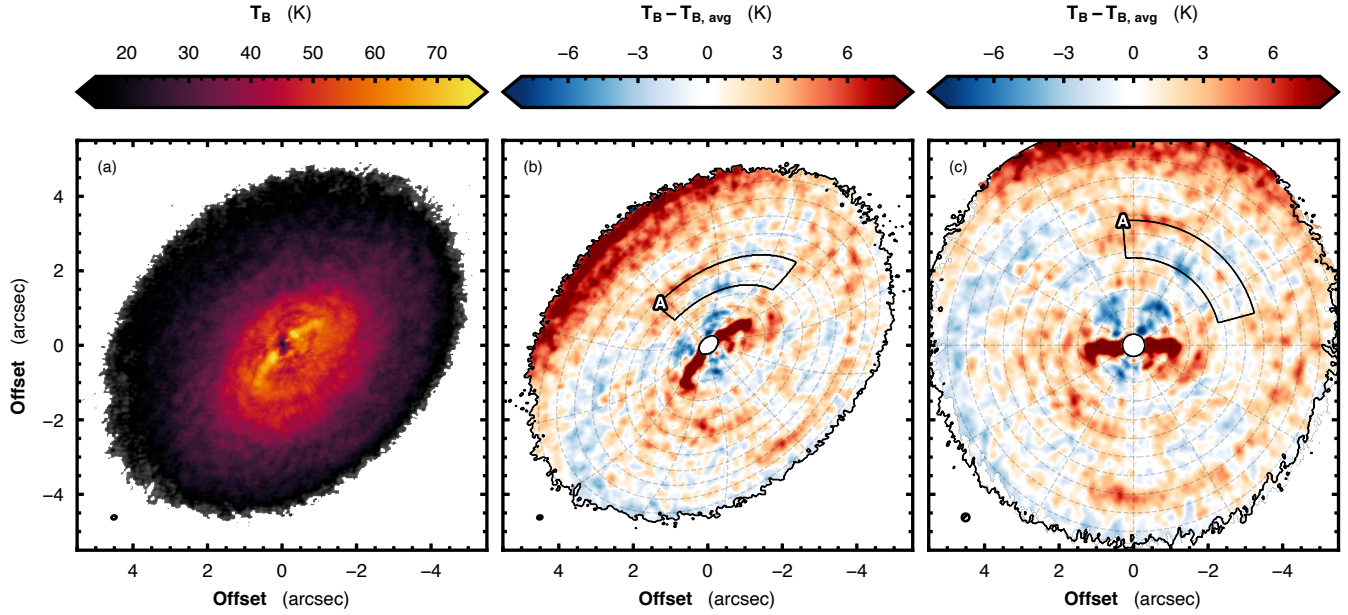 T_B (K)
T_B – T_B, avg (K)
T_B – T_B, avg (K)
20 30 40 50 60 70
−6 −3 0 3 6
−6 −3 0 3 6
(a)
(b)
(c)
A
A
Offset (arcsec)
4
2
0
−2
−4
4 2 0 −2 −4
4 2 0 −2 −4
4 2 0 −2 −4
Offset (arcsec)
Offset (arcsec)
Offset (arcsec)